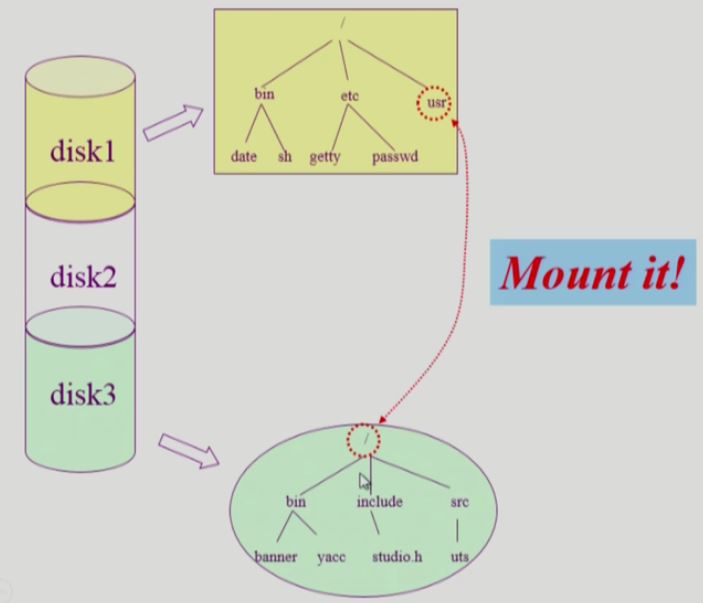 /
bin etc usr
date sh getty passwd
disk1
disk2
disk3
Mount it!
/
bin include src
banner yacc studio.h uts